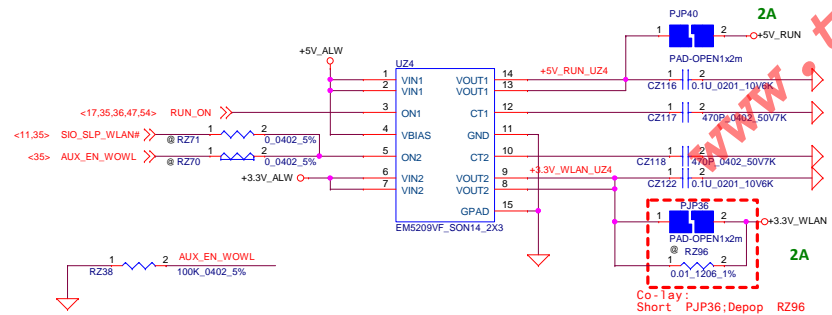 PJP40
2A
1 2
+5V_RUN
PAD-OPEN1x2m
+5V_ALW
UZ4
1 VIN1 VOUT1 14 +5V_RUN_UZ4
2 VIN1 VOUT1 13
CZ116 1 2 0.1U_0201_10V6K
<17,35,36,47,54> RUN_ON 3 ON1 CT1 12
CZ117 1 2 470P_0402_50V7K
<11,35> SIO_SLP_WLAN# 1 2
@ RZ71 0_0402_5%
4 VBIAS GND 11
<35> AUX_EN_WOWL 1 2
@ RZ70 0_0402_5%
5 ON2 CT2 10
CZ118 1 2 470P_0402_50V7K
+3.3V_ALW 6 VIN2 VOUT2 9 +3.3V_WLAN_UZ4
7 VIN2 VOUT2 8
CZ122 1 2 0.1U_0201_10V6K
GPAD 15
EM5209VF_SON14_2X3
PJP36
1 2
+3.3V_WLAN
PAD-OPEN1x2m
@ RZ96
1 2
0.01_1206_1%
2A
AUX_EN_WOWL
1 2
RZ38 100K_0402_5%
Co-lay:
Short PJP36;Depop RZ96
www.t